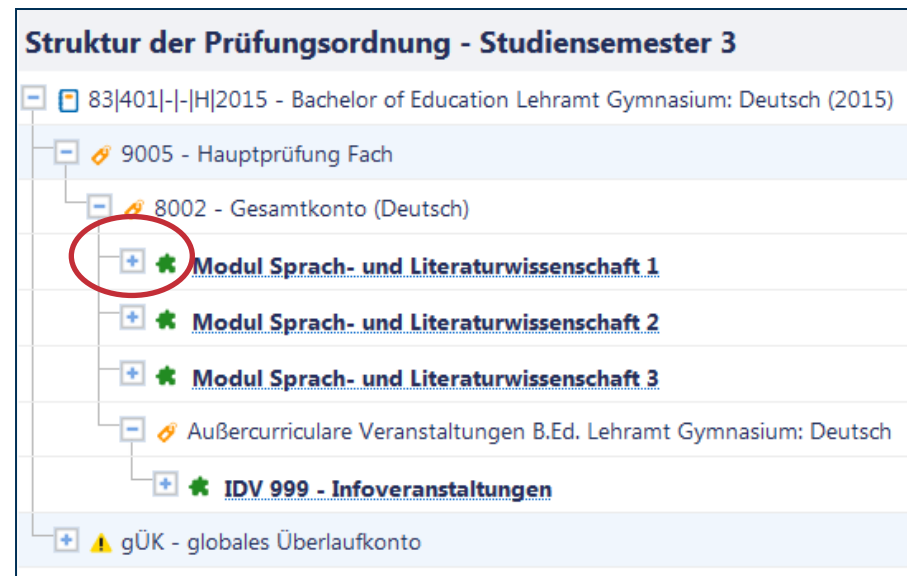 Struktur der Prüfungsordnung - Studiensemester 3
83|401|-|-|H|2015 - Bachelor of Education Lehramt Gymnasium: Deutsch (2015)
9005 - Hauptprüfung Fach
8002 - Gesamtkonto (Deutsch)
Modul Sprach- und Literaturwissenschaft 1
Modul Sprach- und Literaturwissenschaft 2
Modul Sprach- und Literaturwissenschaft 3
Außercurriculare Veranstaltungen B.Ed. Lehramt Gymnasium: Deutsch
IDV 999 - Infoveranstaltungen
gÜK - globales Überlaufkonto